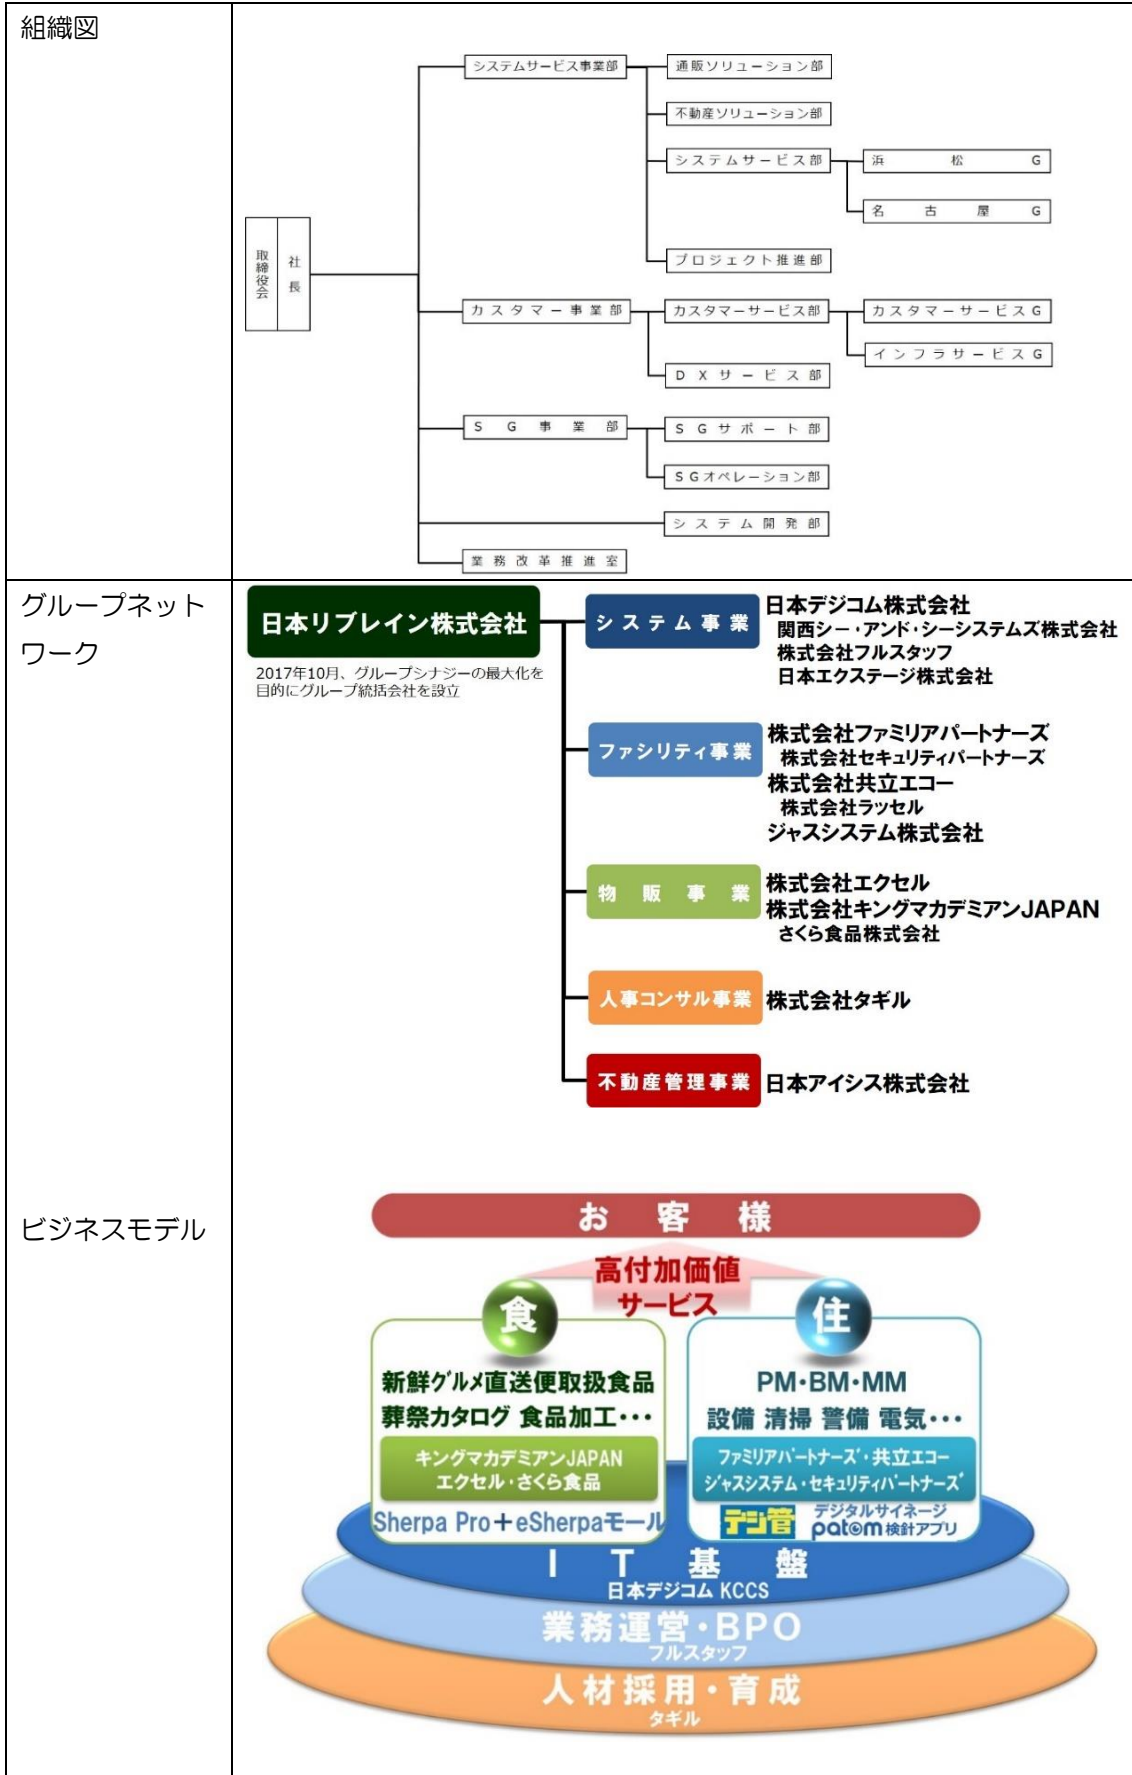 組織図
システムサービス事業部
通販ソリューション部
不動産ソリューション部
システムサービス部
浜松G
名古屋G
プロジェクト推進部
取締役会
社長
カスタマー事業部
カスタマーサービス部
カスタマーサービスG
インフラサービスG
DXサービス部
SG事業部
SGサポート部
SGオペレーション部
システム開発部
業務改革推進室
グループネット
ワーク
日本リブレイン株式会社
2017年10月、グループシナジーの最大化を
目的にグループ統括会社を設立
システム事業
日本デジコム株式会社
関西シー・アンド・シーシステムズ株式会社
株式会社フルスタッフ
日本エクステージ株式会社
ファシリティ事業
株式会社ファミリアパートナーズ
株式会社セキュリティパートナーズ
株式会社共立エコー
株式会社ラッセル
ジャスシステム株式会社
物販事業
株式会社エクセル
株式会社キングマカデミアンJAPAN
さくら食品株式会社
人事コンサル事業
株式会社タギル
不動産管理事業
日本アイシス株式会社
ビジネスモデル
お客様
高付加価値
サービス
食
新鮮グルメ直送便取扱食品
葬祭カタログ 食品加工・・・
キングマカデミアンJAPAN
エクセル・さくら食品
Sherpa Pro+eSherpaモール
住
PM・BM・MM
設備 清掃 警備 電気・・・
ファミリアパートナーズ・共立エコー
ジャスシステム・セキュリティパートナーズ
デジ管
デジタルサイネージ
patom検針アプリ
IT基盤
日本デジコム KCCS
業務運営・BPO
フルスタッフ
人材採用・育成
タギル